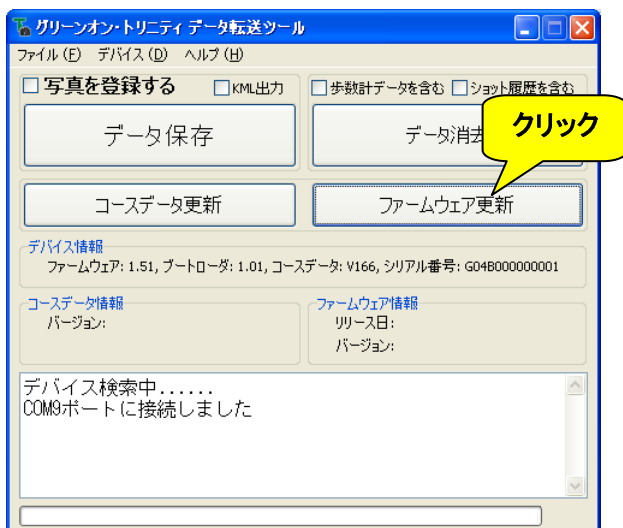 グリーンオン・トリニティ データ転送ツール
ファイル (F) デバイス (D) ヘルプ (H)
写真を登録する KML出力 歩数計データを含む ショット履歴を含む
データ保存 データ消
クリック
コースデータ更新 ファームウェア更新
デバイス情報
ファームウェア: 1.51, ブートローダ: 1.01, コースデータ: V166, シリアル番号: G04B000000001
コースデータ情報
バージョン:
ファームウェア情報
リリース日:
バージョン:
デバイス検索中......
COM9ポートに接続しました